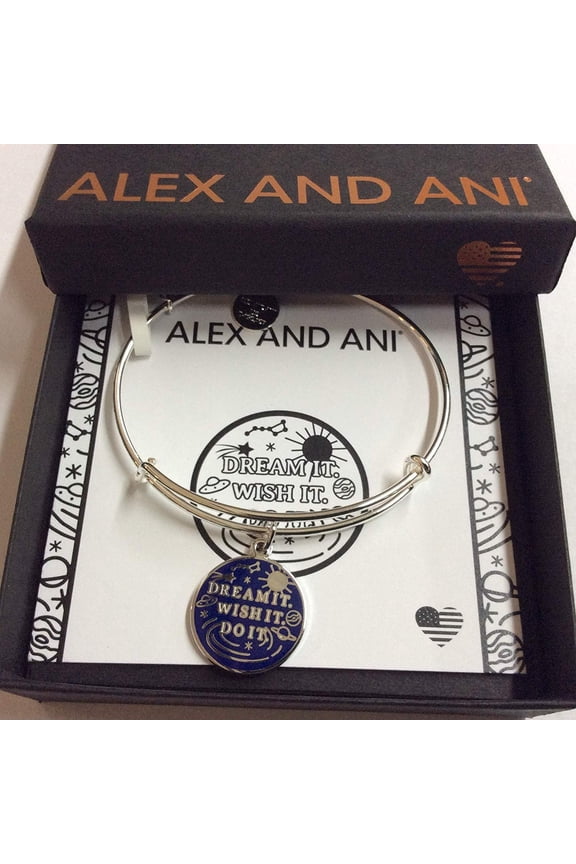 ALEX AND ANI®
ALEX AND ANI®
DREAM IT.
WISH IT.
DREAM IT.
WISH IT.
DO IT.